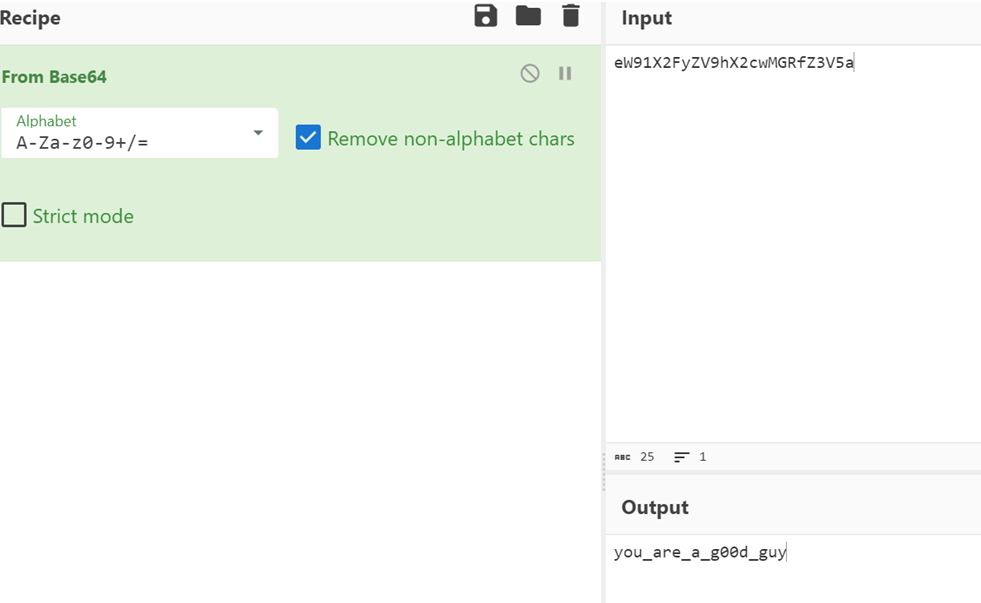 Recipe
From Base64
Alphabet
A-Za-z0-9+/=
Remove non-alphabet chars
Strict mode
Input
eW91X2FyZV9hX2cwMGRfZ3V5a
ABC 25 1
Output
you_are_a_g00d_guy